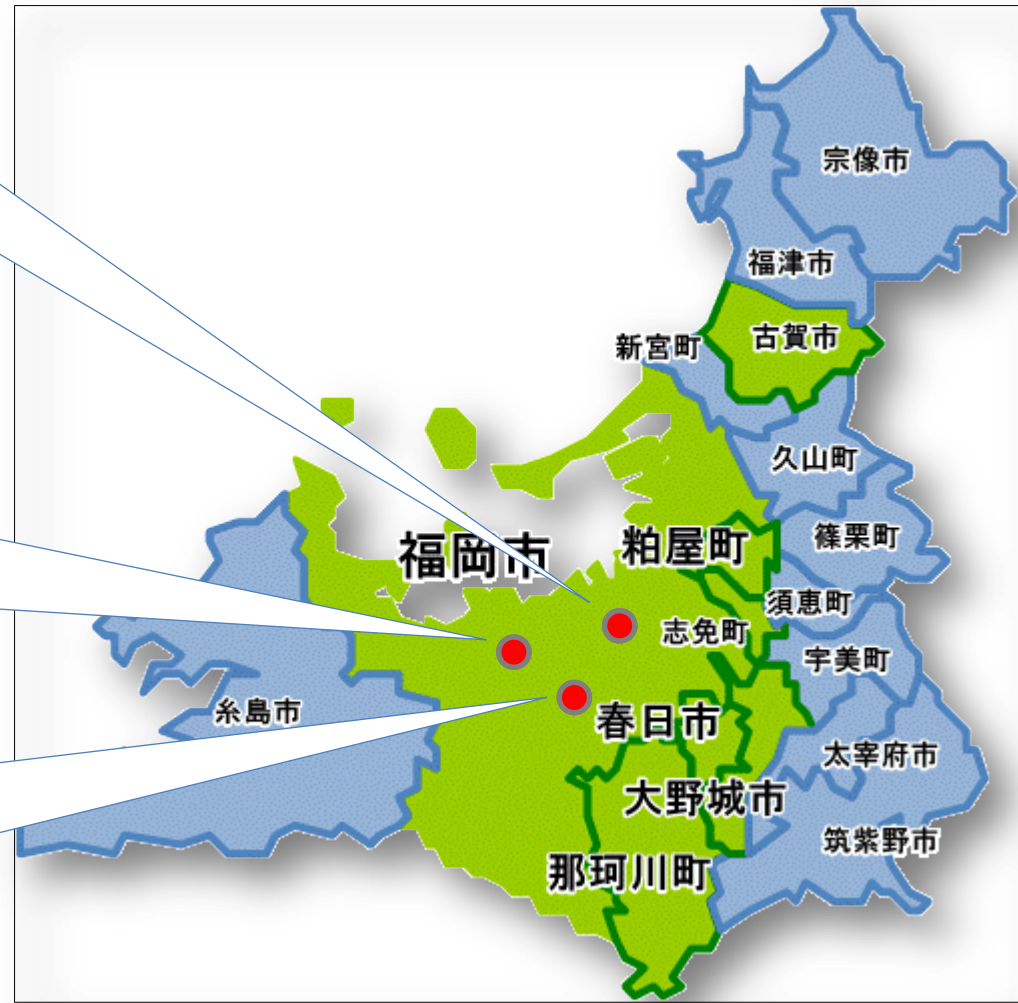 宗像市
福津市
古賀市
新宮町
久山町
篠栗町
福岡市
粕屋町
須恵町
志免町
宇美町
糸島市
春日市
太宰府市
大野城市
筑紫野市
那珂川町